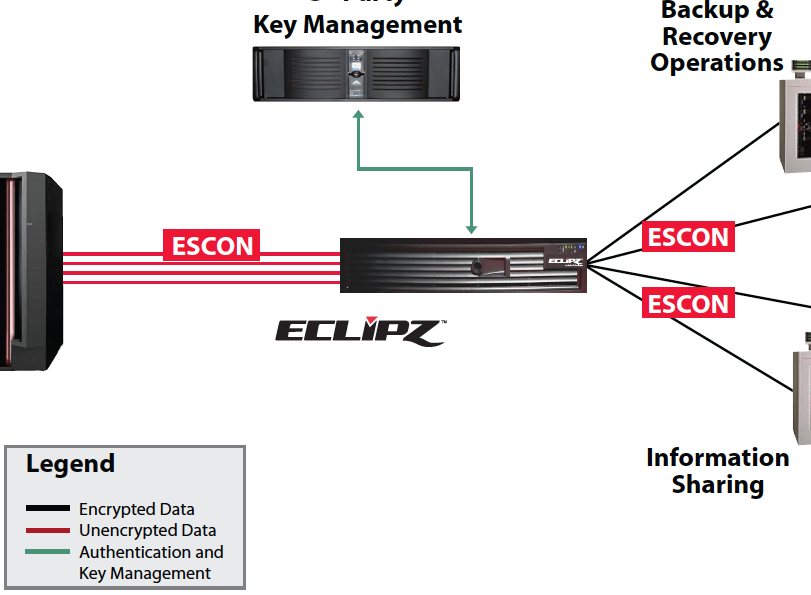 Key Management
Backup &
Recovery
Operations
ESCON
ESCON
ECLIPZ
ECLIPZ™
ESCON
Information
Sharing
Legend
Encrypted Data
Unencrypted Data
Authentication and
Key Management